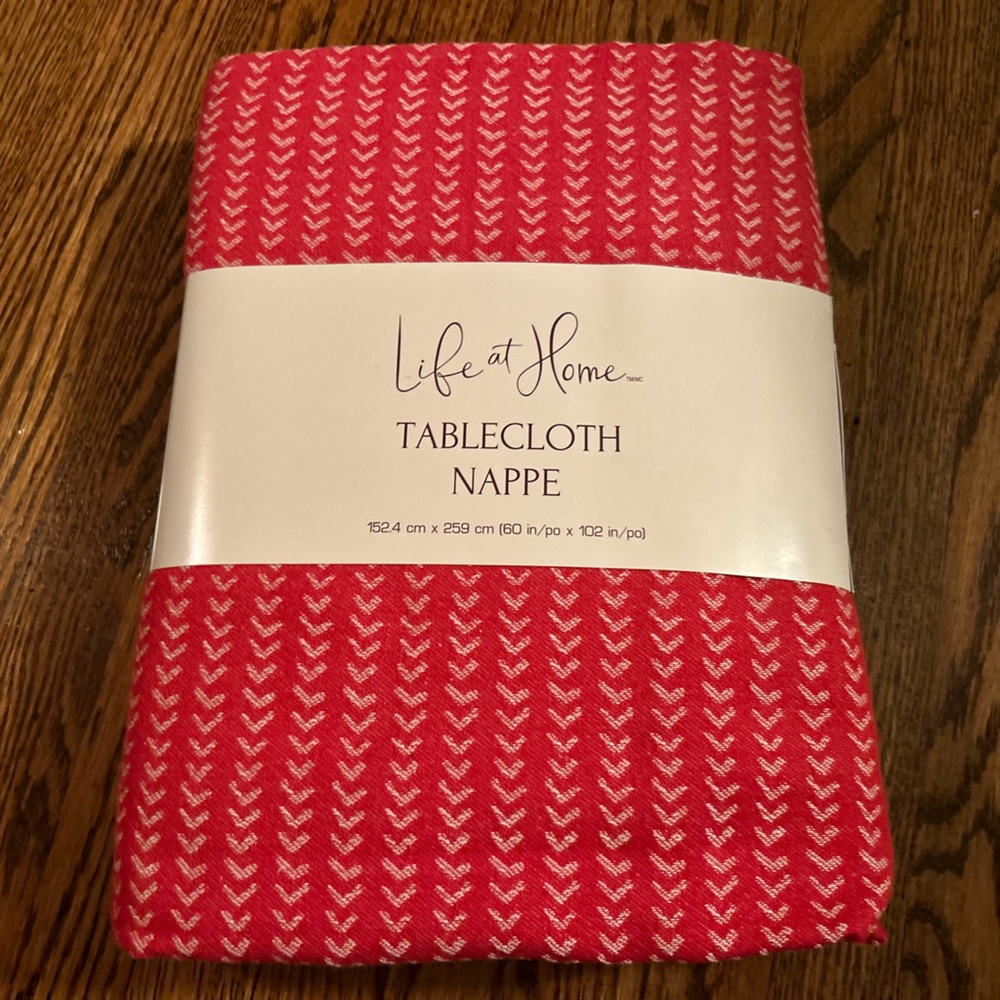 Life at Home TM/MC
TABLECLOTH
NAPPE
152.4 cm x 259 cm (60 in/po x 102 in/po)